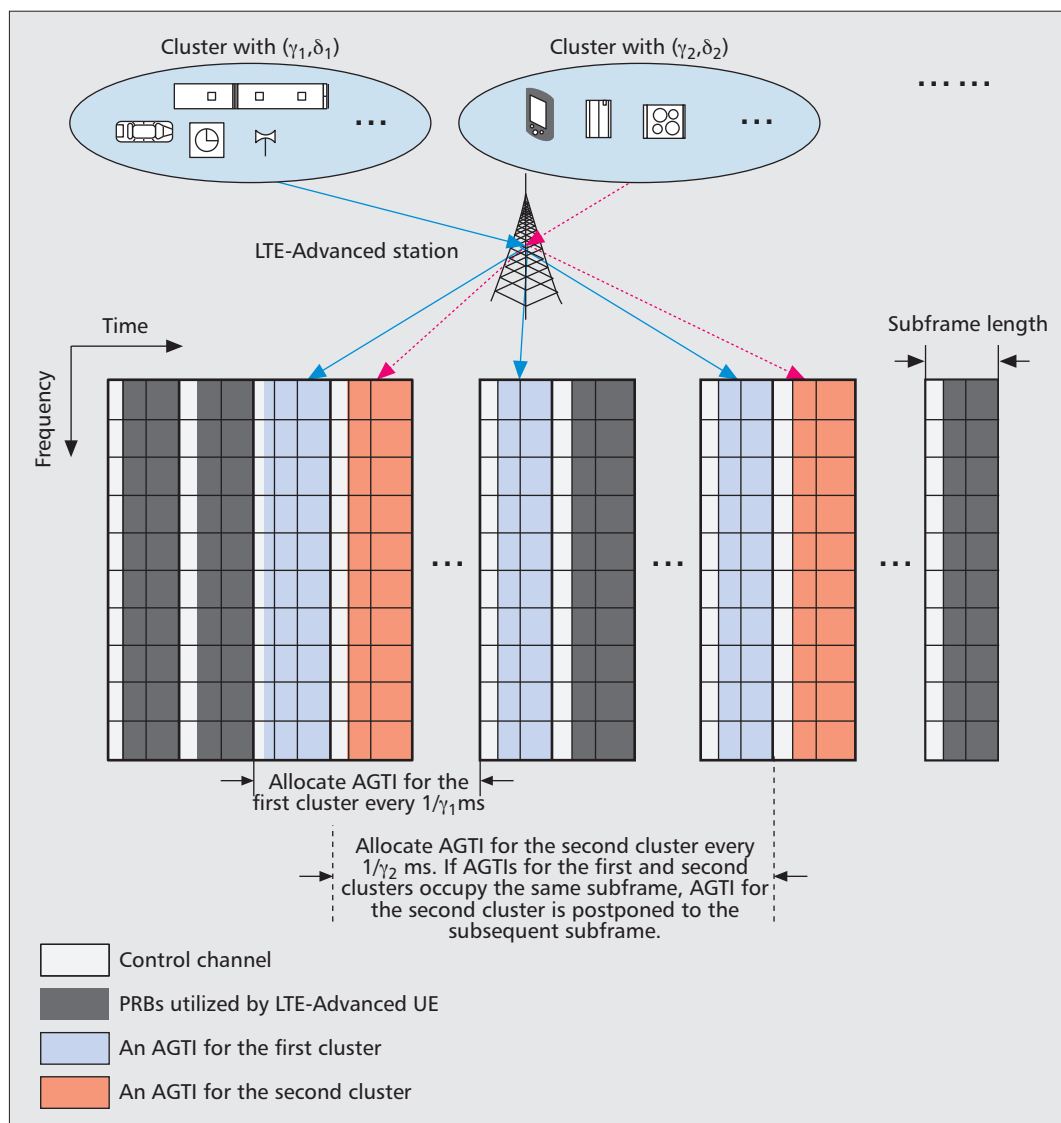 Cluster with (γ1,δ1)
Cluster with (γ2,δ2)
... ...
...
...
LTE-Advanced station
Time
Subframe length
Frequency
...
...
...
Allocate AGTI for the
first cluster every 1/γ1ms
Allocate AGTI for the second cluster every
1/γ2 ms. If AGTIs for the first and second
clusters occupy the same subframe, AGTI for
the second cluster is postponed to the
subsequent subframe.
Control channel
PRBs utilized by LTE-Advanced UE
An AGTI for the first cluster
An AGTI for the second cluster